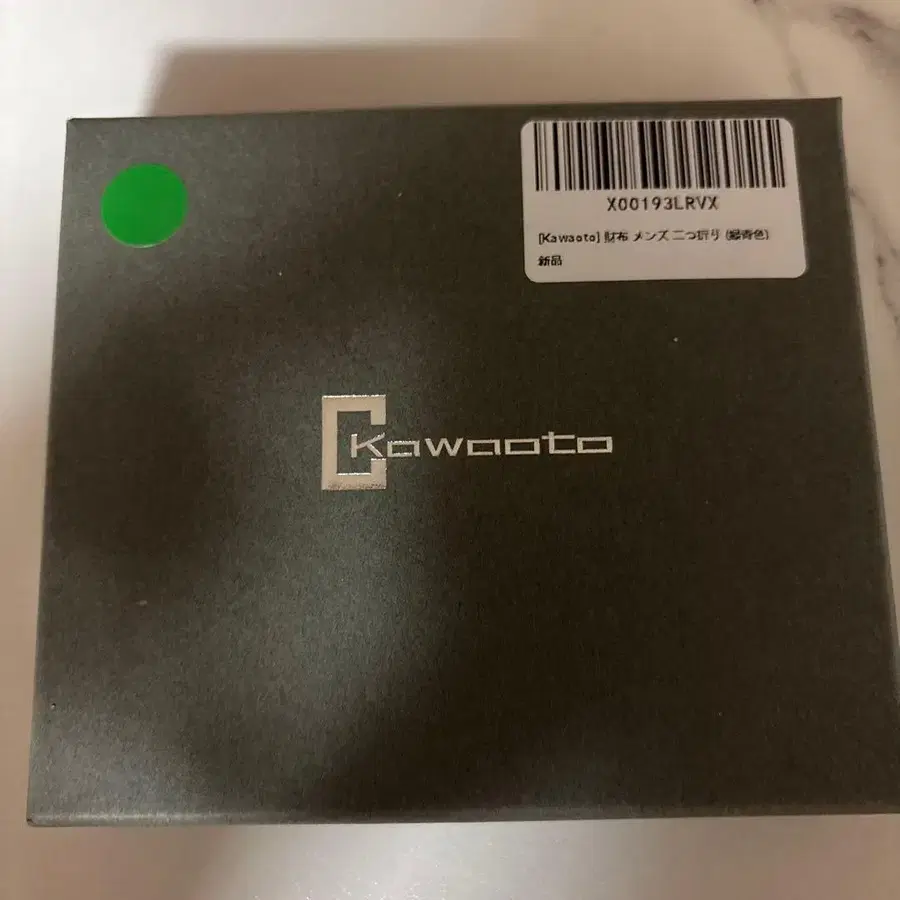 X00193LRVX
[Kawaoto] 財布 メンズ 二つ折り (緑青色)
新品
Kawaoto